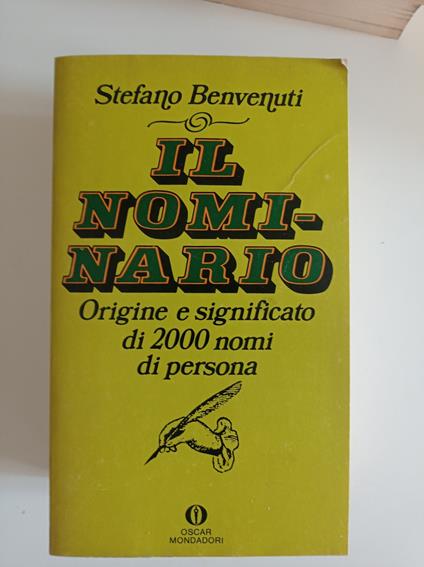 Stefano Benvenuti
IL
NOMI-
NARIO
Origine e significato
di 2000 nomi
di persona
OSCAR
MONDADORI